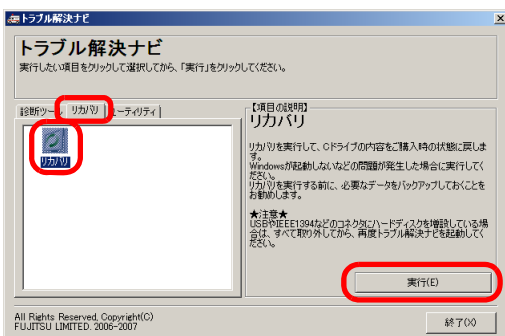 トラブル解決ナビ
トラブル解決ナビ
実行したい項目をクリックして選択してから、「実行」をクリックしてください。
診断ツール リカバリ ユーティリティ
リカバリ
【項目の説明】
リカバリ
リカバリを実行して、Cドライブの内容をご購入時の状態に戻しま
す。
Windowsが起動しないなどの問題が発生した場合に実行してく
ださい。
リカバリを実行する前に、必要なデータをバックアップしておくことを
お勧めします。
★注意★
USBやIEEE1394などのコネクタにハードディスクを増設している場
合は、すべて取り外してから、再度トラブル解決ナビを起動してく
ださい。
実行(E)
All Rights Reserved, Copyright(C)
FUJITSU LIMITED. 2006-2007
終了(X)